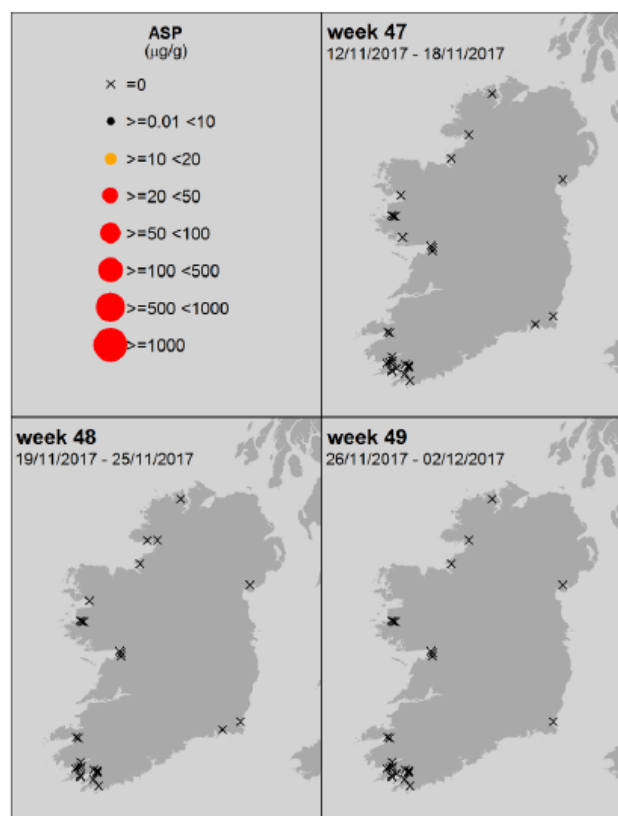 ASP
(µg/g)
=0
>=0.01 <10
>=10 <20
>=20 <50
>=50 <100
>=100 <500
>=500 <1000
>=1000
week 47
12/11/2017 - 18/11/2017
week 48
19/11/2017 - 25/11/2017
week 49
26/11/2017 - 02/12/2017